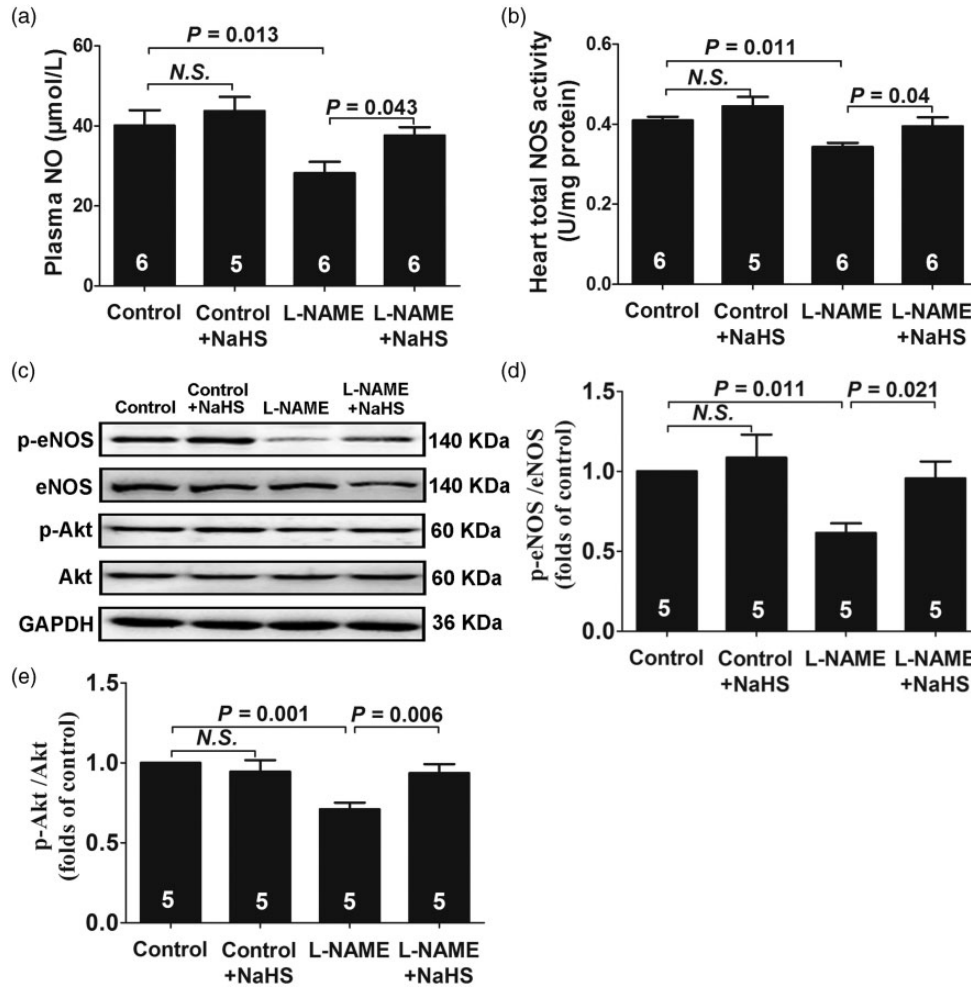 (a)
Plasma NO (µmol/L)
60
40
20
0
P = 0.013
N.S.
P = 0.043
6
5
6
6
Control
Control
+NaHS
L-NAME
L-NAME
+NaHS
(b)
Heart total NOS activity
(U/mg protein)
0.6
0.4
0.2
0.0
P = 0.011
N.S.
P = 0.04
6
5
6
6
Control
Control
+NaHS
L-NAME
L-NAME
+NaHS
(c)
Control
Control
+NaHS
L-NAME
L-NAME
+NaHS
p-eNOS
140 KDa
eNOS
140 KDa
p-Akt
60 KDa
Akt
60 KDa
GAPDH
36 KDa
(d)
p-eNOS /eNOS
(folds of control)
1.5
1.0
0.5
0.0
P = 0.011
P = 0.021
N.S.
5
5
5
5
Control
Control
+NaHS
L-NAME
L-NAME
+NaHS
(e)
p-Akt /Akt
(folds of control)
1.5
1.0
0.5
0.0
P = 0.001
P = 0.006
N.S.
5
5
5
5
Control
Control
+NaHS
L-NAME
L-NAME
+NaHS